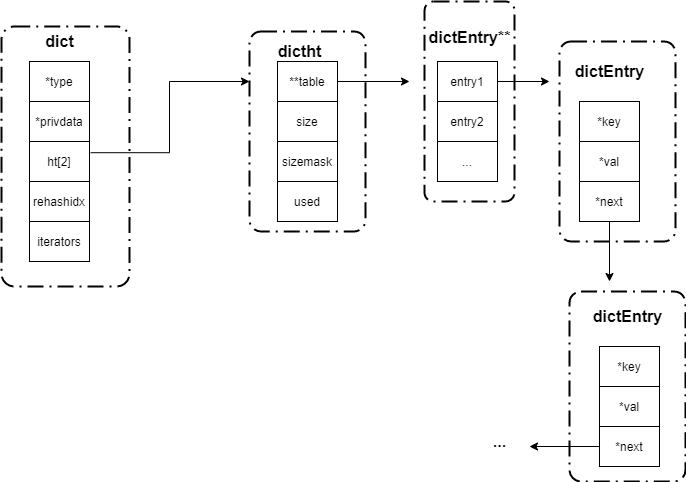 dict
*type
*privdata
ht[2]
rehashidx
iterators
dictht
**table
size
sizemask
used
dictEntry**
entry1
entry2
...
dictEntry
*key
*val
*next
dictEntry
*key
*val
*next
...